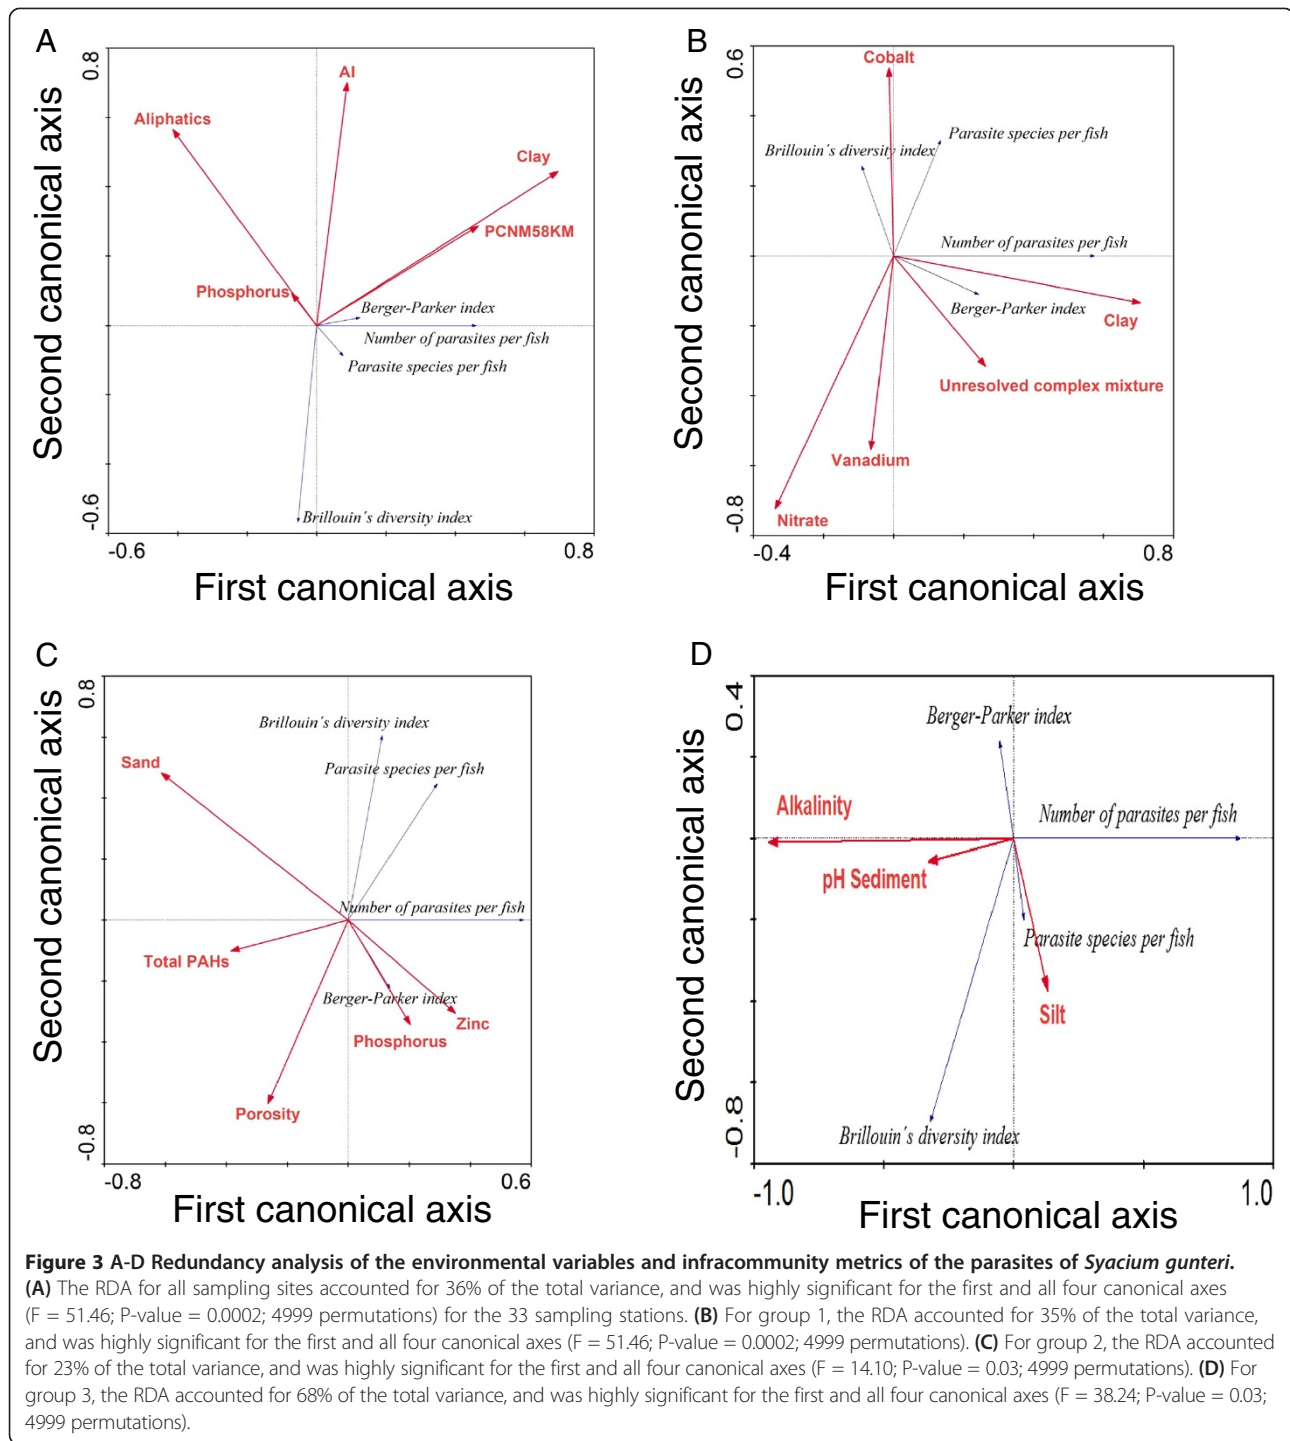 A
0.8
Second canonical axis
-0.6
AI
Aliphatics
Clay
PCNM58KM
Phosphorus
Berger-Parker index
Number of parasites per fish
Parasite species per fish
Brillouin´s diversity index
-0.6
0.8
First canonical axis
B
0.6
Second canonical axis
-0.8
Cobalt
Parasite species per fish
Brillouin´s diversity index
Number of parasites per fish
Berger-Parker index
Clay
Unresolved complex mixture
Vanadium
Nitrate
-0.4
0.8
First canonical axis
C
0.8
Second canonical axis
-0.8
Brillouin´s diversity index
Sand
Parasite species per fish
Number of parasites per fish
Total PAHs
Berger-Parker index
Zinc
Phosphorus
Porosity
-0.8
0.6
First canonical axis
D
0.4
Second canonical axis
-0.8
Berger-Parker index
Alkalinity
Number of parasites per fish
pH Sediment
Parasite species per fish
Silt
Brillouin´s diversity index
-1.0
1.0
First canonical axis
Figure 3 A-D Redundancy analysis of the environmental variables and infracommunity metrics of the parasites of Syacium gunteri.
(A) The RDA for all sampling sites accounted for 36% of the total variance, and was highly significant for the first and all four canonical axes
(F = 51.46; P-value = 0.0002; 4999 permutations) for the 33 sampling stations. (B) For group 1, the RDA accounted for 35% of the total variance,
and was highly significant for the first and all four canonical axes (F = 51.46; P-value = 0.0002; 4999 permutations). (C) For group 2, the RDA accounted
for 23% of the total variance, and was highly significant for the first and all four canonical axes (F = 14.10; P-value = 0.03; 4999 permutations). (D) For
group 3, the RDA accounted for 68% of the total variance, and was highly significant for the first and all four canonical axes (F = 38.24; P-value = 0.03;
4999 permutations).